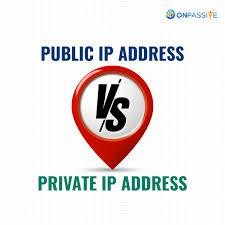 ONPASSIVE
PUBLIC IP ADDRESS
VS
PRIVATE IP ADDRESS